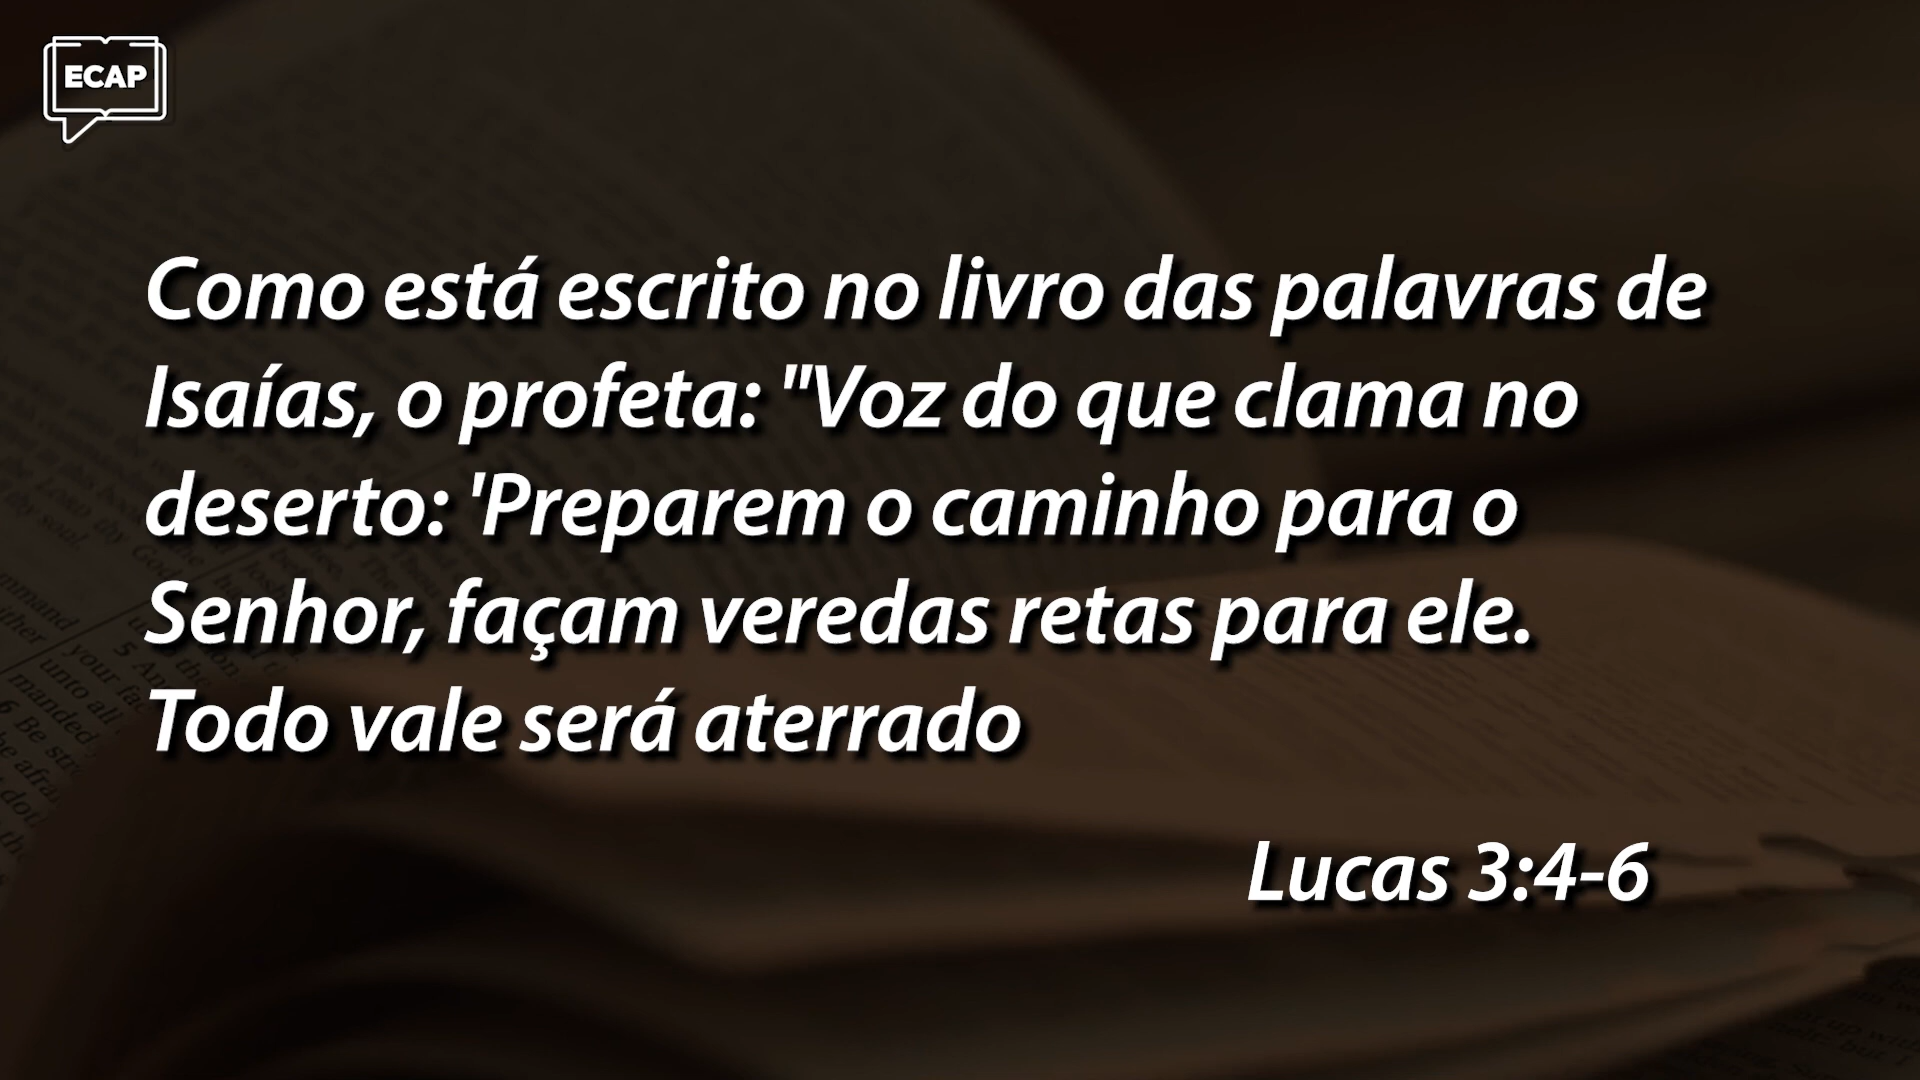 ECAP
Como está escrito no livro das palavras de
Isaías, o profeta: "Voz do que clama no
deserto: 'Preparem o caminho para o
Senhor, façam veredas retas para ele.
Todo vale será aterrado
Lucas 3:4-6